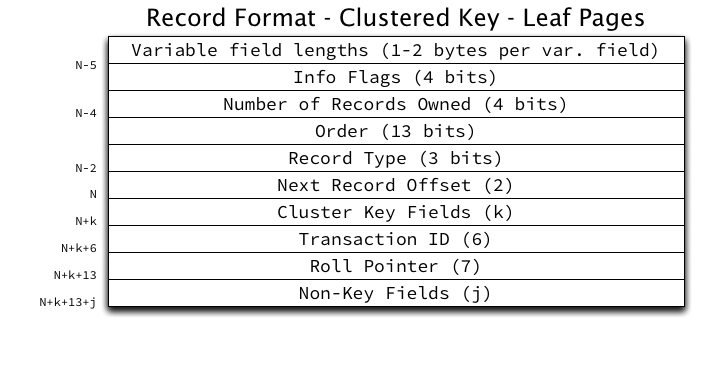 Record Format - Clustered Key - Leaf Pages
Variable field lengths (1-2 bytes per var. field)
N-5
Info Flags (4 bits)
Number of Records Owned (4 bits)
N-4
Order (13 bits)
Record Type (3 bits)
N-2
Next Record Offset (2)
N
Cluster Key Fields (k)
N+k
Transaction ID (6)
N+k+6
Roll Pointer (7)
N+k+13
Non-Key Fields (j)
N+k+13+j